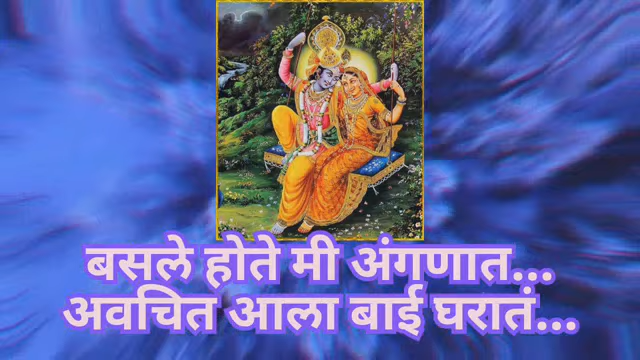 बसले होते मी अंगणात...
अवचित आला बाई घरातं...